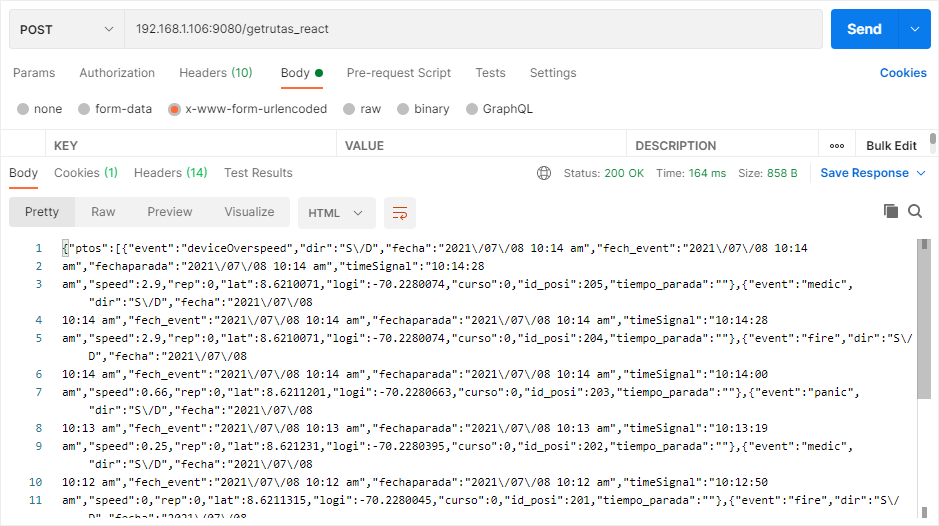 POST 192.168.1.106:9080/getrutas_react Send
Params Authorization Headers (10) Body Pre-request Script Tests Settings Cookies
none form-data x-www-form-urlencoded raw binary GraphQL
KEY VALUE DESCRIPTION ooo Bulk Edit
Body Cookies (1) Headers (14) Test Results Status: 200 OK Time: 164 ms Size: 858 B Save Response
Pretty Raw Preview Visualize HTML
1 {"ptos":[{"event":"deviceOverspeed","dir":"S\/D","fecha":"2021\/07\/08 10:14 am","fech_event":"2021\/07\/08 10:14
2 am","fechaparada":"2021\/07\/08 10:14 am","timeSignal":"10:14:28
3 am","speed":2.9,"rep":0,"lat":8.6210071,"logi":-70.2280074,"curso":0,"id_posi":205,"tiempo_parada":""},{"event":"medic",
"dir":"S\/D","fecha":"2021\/07\/08
4 10:14 am","fech_event":"2021\/07\/08 10:14 am","fechaparada":"2021\/07\/08 10:14 am","timeSignal":"10:14:28
5 am","speed":2.9,"rep":0,"lat":8.6210071,"logi":-70.2280074,"curso":0,"id_posi":204,"tiempo_parada":""},{"event":"fire","dir":"S\/
D","fecha":"2021\/07\/08
6 10:14 am","fech_event":"2021\/07\/08 10:14 am","fechaparada":"2021\/07\/08 10:14 am","timeSignal":"10:14:00
7 am","speed":0.66,"rep":0,"lat":8.6211201,"logi":-70.2280663,"curso":0,"id_posi":203,"tiempo_parada":""},{"event":"panic",
"dir":"S\/D","fecha":"2021\/07\/08
8 10:13 am","fech_event":"2021\/07\/08 10:13 am","fechaparada":"2021\/07\/08 10:13 am","timeSignal":"10:13:19
9 am","speed":0.25,"rep":0,"lat":8.621231,"logi":-70.2280395,"curso":0,"id_posi":202,"tiempo_parada":""},{"event":"medic",
"dir":"S\/D","fecha":"2021\/07\/08
10 10:12 am","fech_event":"2021\/07\/08 10:12 am","fechaparada":"2021\/07\/08 10:12 am","timeSignal":"10:12:50
11 am","speed":0,"rep":0,"lat":8.6211315,"logi":-70.2280045,"curso":0,"id_posi":201,"tiempo_parada":""},{"event":"fire","dir":"S\/
D","fecha":"2021\/07\/08